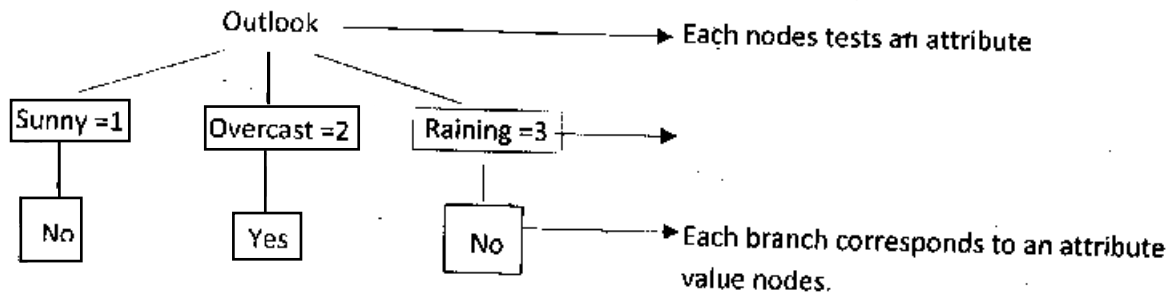 Outlook
Each nodes tests an attribute
Sunny =1
Overcast =2
Raining =3
No
Yes
No
Each branch corresponds to an attribute
value nodes.